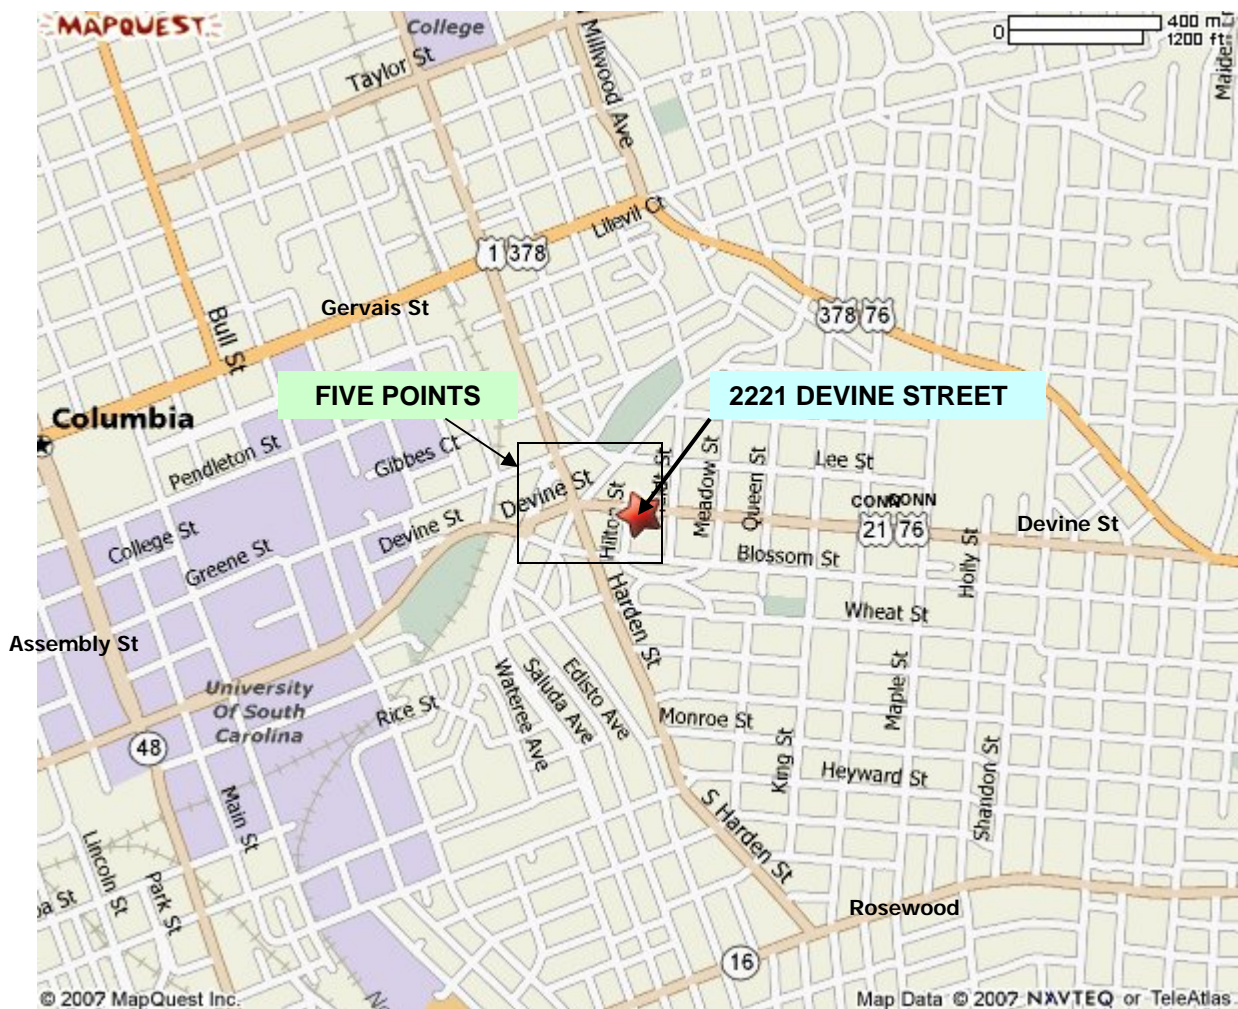 MAPQUEST
College
400 m
0
1200 ft
Taylor St
Millwood Ave
Lillevil Ct
1
378
Gervais St
Bull St
378
76
FIVE POINTS
2221 DEVINE STREET
Columbia
Pendleton St
Gibbes Ct
Lee St
Meadow St
Queen St
Devine St
Hilton St
CONN
CONN
21
76
Devine St
College St
Greene St
Devine St
Blossom St
Holly St
Harden St
Wheat St
Assembly St
University
Of South
Carolina
Wateree Ave
Saluda Ave
Edisto Ave
Maple St
Rice St
Monroe St
48
King St
Heyward St
Shandon St
Main St
S Harden St
Lincoln St
Park St
Rosewood
16
© 2007 MapQuest Inc.
Map Data © 2007 NAVTEQ or TeleAtlas